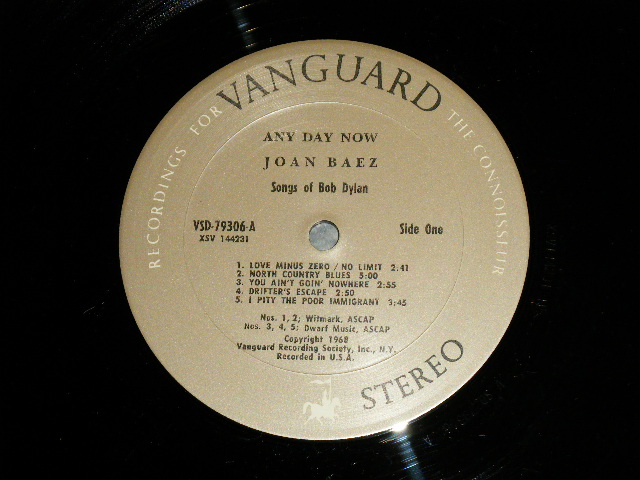 RECORDINGS FOR VANGUARD THE CONNOISSEUR
ANY DAY NOW
JOAN BAEZ
Songs of Bob Dylan
VSD-79306-A Side One
XSV 144231
1. LOVE MINUS ZERO / NO LIMIT 2:41
2. NORTH COUNTRY BLUES 5:00
3. YOU AIN'T GOIN' NOWHERE 2:55
4. DRIFTER'S ESCAPE 2:50
5. I PITY THE POOR IMMIGRANT 3:45
Nos. 1, 2; Witmark, ASCAP
Nos. 3, 4, 5; Dwarf Music, ASCAP
Copyright 1968
Vanguard Recording Society, Inc., N.Y.
Recorded in U.S.A.
STEREO